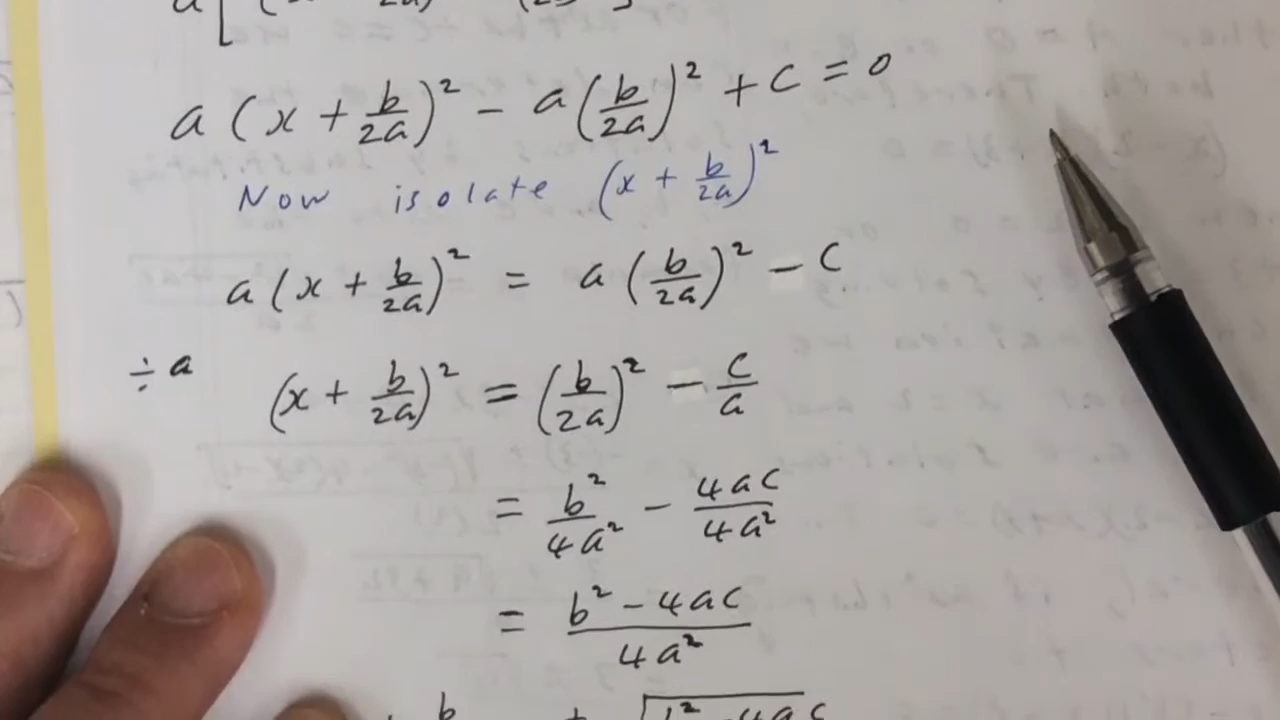 a(x + b/2a)² - a(b/2a)² + c = 0
Now isolate (x + b/2a)²
a(x + b/2a)² = a(b/2a)² - c
÷ a (x + b/2a)² = (b/2a)² - c/a
= b²/4a² - 4ac/4a²
= b² - 4ac/4a²